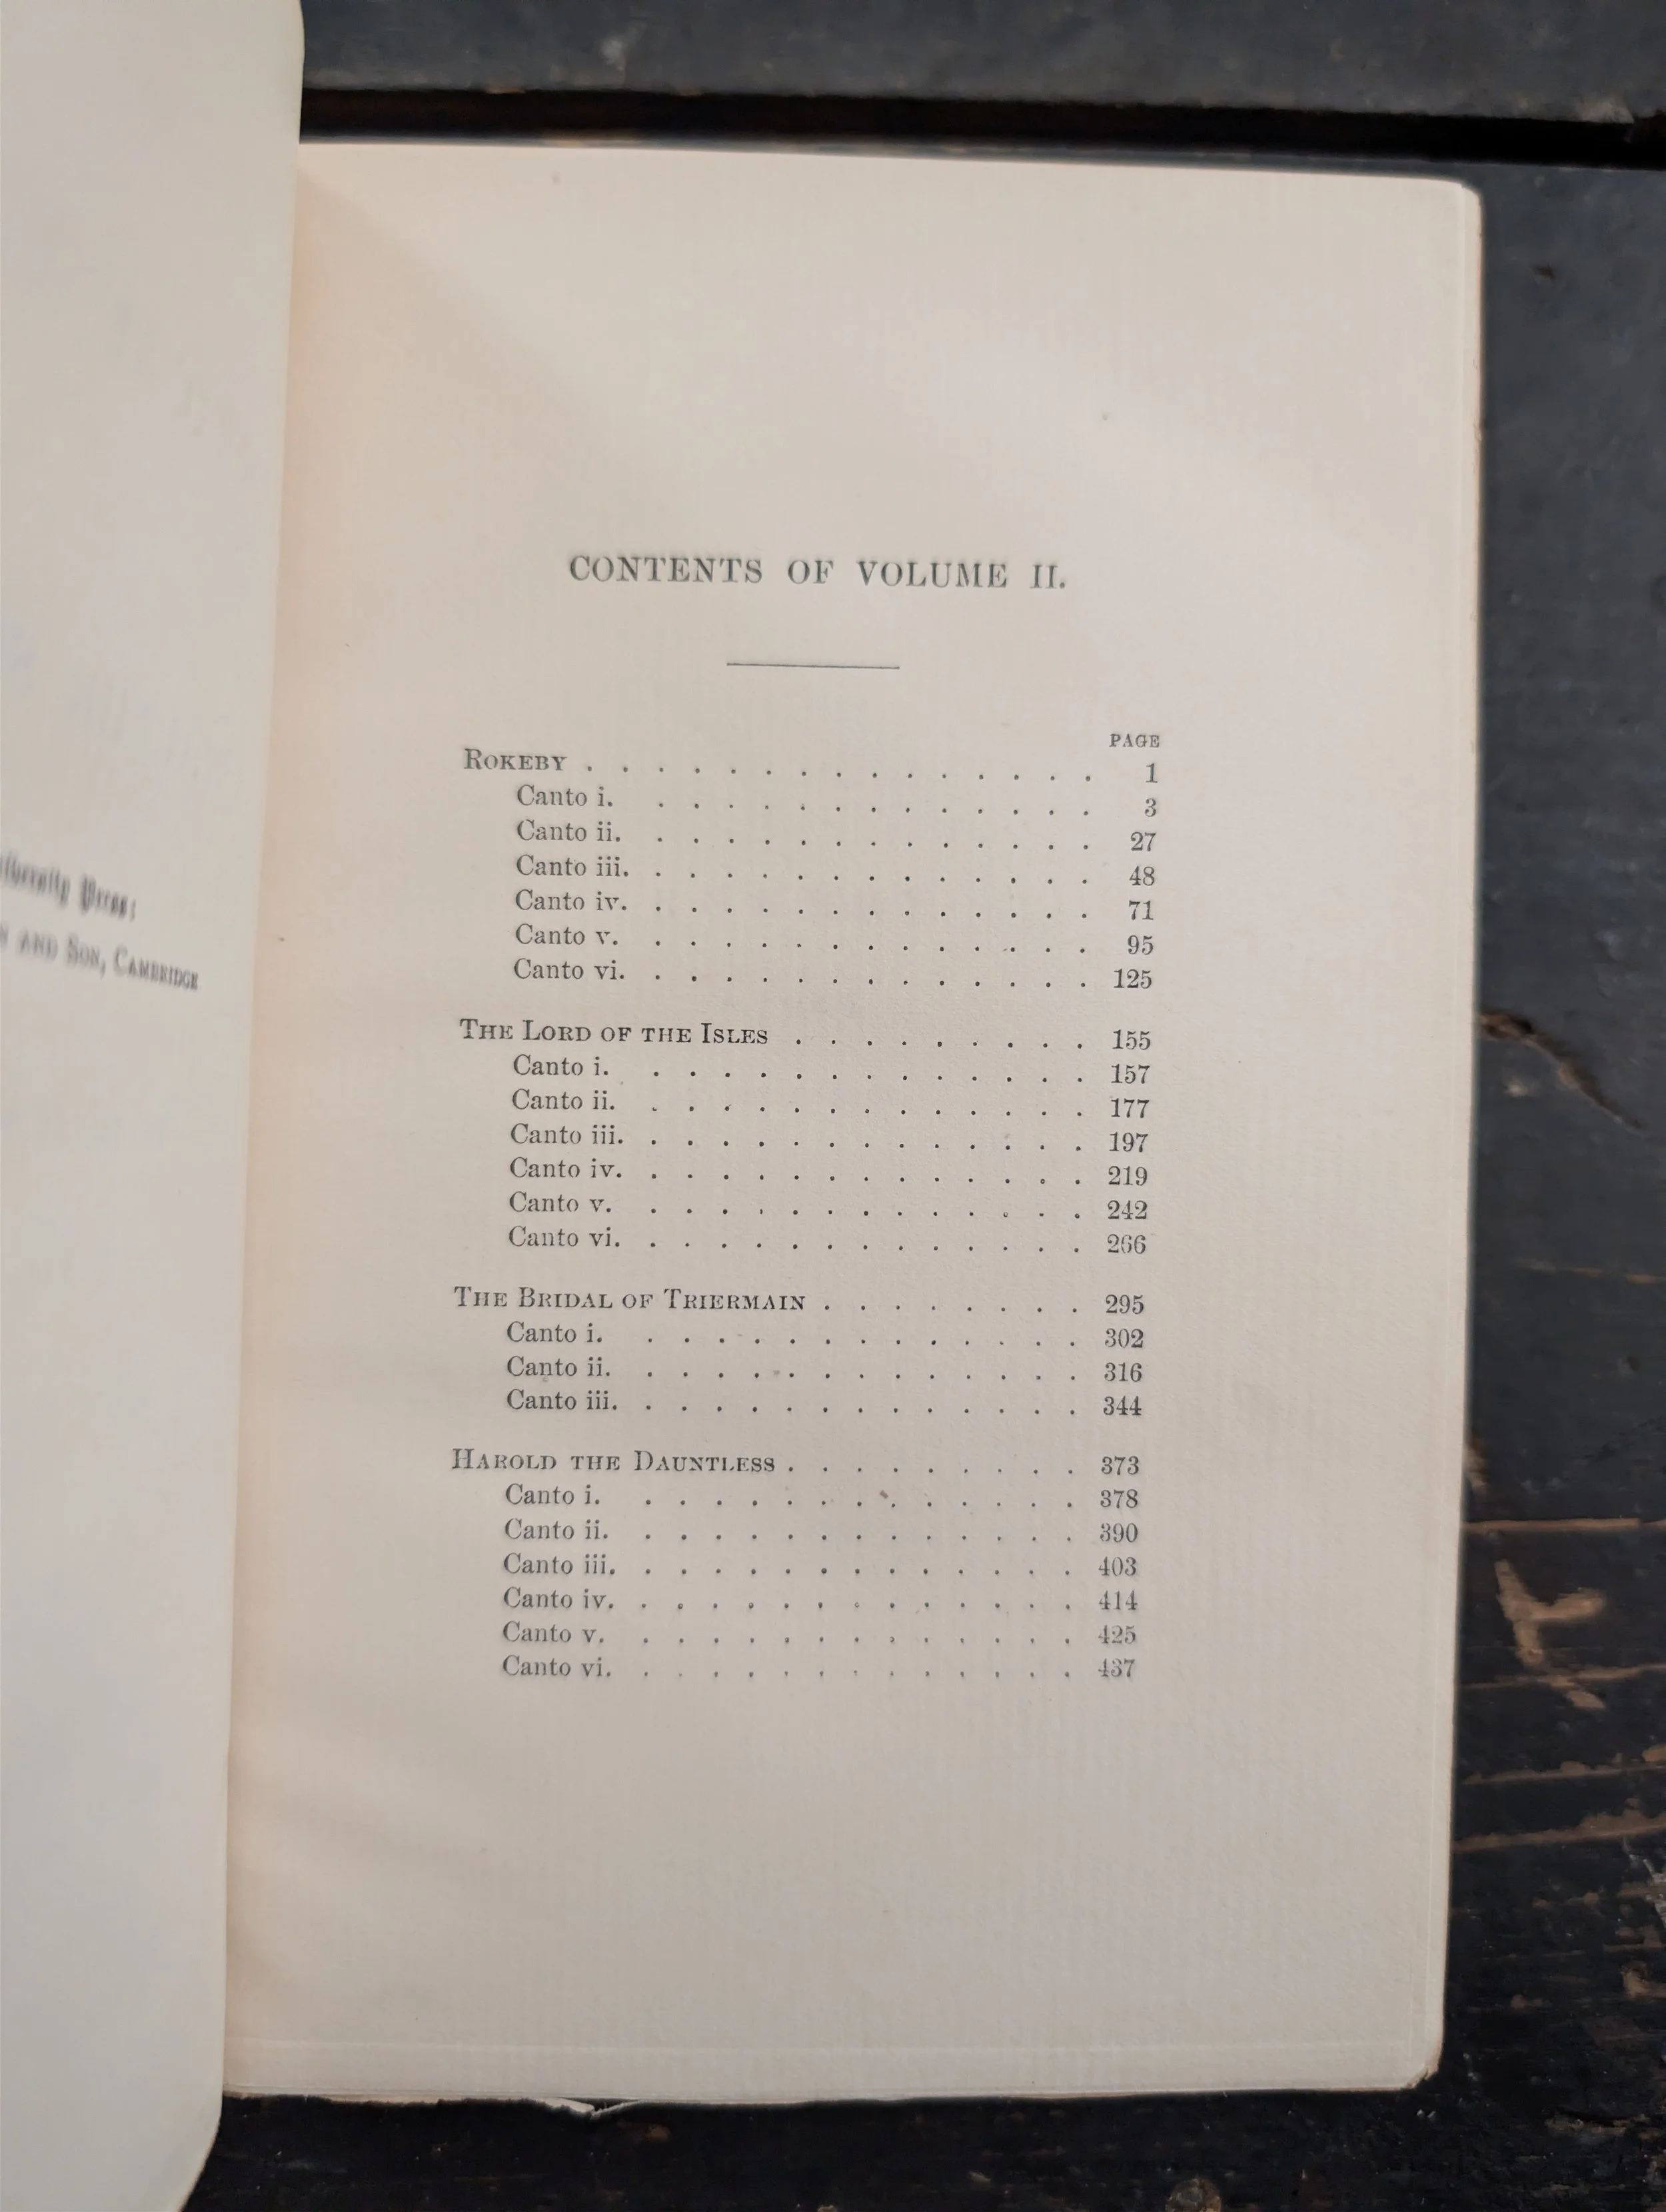 Press:
AND SON, CAMBRIDGE
CONTENTS OF VOLUME II.
PAGE
ROKEBY . . . . . . . . . . . . . . . 1
Canto i. . . . . . . . . . . . . . 3
Canto ii. . . . . . . . . . . . . . 27
Canto iii. . . . . . . . . . . . . . 48
Canto iv. . . . . . . . . . . . . . 71
Canto v. . . . . . . . . . . . . . 95
Canto vi. . . . . . . . . . . . . . 125
THE LORD OF THE ISLES . . . . . . . . . 155
Canto i. . . . . . . . . . . . . . 157
Canto ii. . . . . . . . . . . . . . 177
Canto iii. . . . . . . . . . . . . . 197
Canto iv. . . . . . . . . . . . . . 219
Canto v. . . . . . . . . . . . . . 242
Canto vi. . . . . . . . . . . . . . 266
THE BRIDAL OF TRIERMAIN . . . . . . . . 295
Canto i. . . . . . . . . . . . . . 302
Canto ii. . . . . . . . . . . . . . 316
Canto iii. . . . . . . . . . . . . . 344
HAROLD THE DAUNTLESS . . . . . . . . . 373
Canto i. . . . . . . . . . . . . . 378
Canto ii. . . . . . . . . . . . . . 390
Canto iii. . . . . . . . . . . . . . 403
Canto iv. . . . . . . . . . . . . . 414
Canto v. . . . . . . . . . . . . . 425
Canto vi. . . . . . . . . . . . . . 437